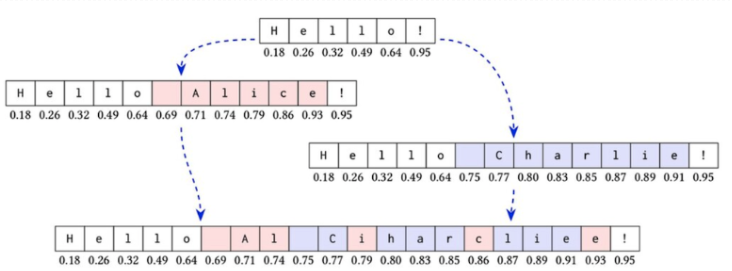 H e l l o !
0.18 0.26 0.32 0.49 0.64 0.95
H e l l o A l i c e !
0.18 0.26 0.32 0.49 0.64 0.69 0.71 0.74 0.79 0.86 0.93 0.95
H e l l o C h a r l i e !
0.18 0.26 0.32 0.49 0.64 0.75 0.77 0.80 0.83 0.85 0.87 0.89 0.91 0.95
H e l l o A l C i h a r c l i e e !
0.18 0.26 0.32 0.49 0.64 0.69 0.71 0.74 0.75 0.77 0.79 0.80 0.83 0.85 0.86 0.87 0.89 0.91 0.93 0.95